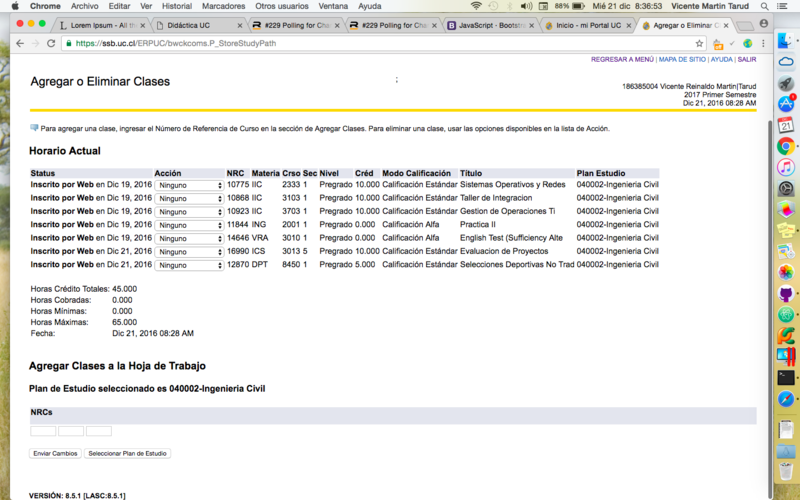 Chrome Archivo Editar Ver Historial Marcadores Otros usuarios Ventana Ayuda 88% Mié 21 dic 8:36:53 Vicente Martin Tarud
Lorem Ipsum - All the
Didáctica UC
#229 Polling for Cha
#229 Polling for Cha
JavaScript · Bootstra
Inicio - mi Portal UC
Agregar o Eliminar C
https://ssb.uc.cl/ERPUC/bwckcoms.P_StoreStudyPath
REGRESAR A MENÚ | MAPA DE SITIO | AYUDA | SALIR
Agregar o Eliminar Clases
186385004 Vicente Reinaldo Martin|Tarud
2017 Primer Semestre
Dic 21, 2016 08:28 AM
Para agregar una clase, ingresar el Número de Referencia de Curso en la sección de Agregar Clases. Para eliminar una clase, usar las opciones disponibles en la lista de Acción.
Horario Actual
Status Acción NRC Materia Crso Sec Nivel Créd Modo Calificación Título Plan Estudio
Inscrito por Web en Dic 19, 2016 Ninguno 10775 IIC 2333 1 Pregrado 10.000 Calificación Estándar Sistemas Operativos y Redes 040002-Ingenieria Civil
Inscrito por Web en Dic 19, 2016 Ninguno 10868 IIC 3103 1 Pregrado 10.000 Calificación Estándar Taller de Integracion 040002-Ingenieria Civil
Inscrito por Web en Dic 19, 2016 Ninguno 10923 IIC 3703 1 Pregrado 10.000 Calificación Estándar Gestion de Operaciones Ti 040002-Ingenieria Civil
Inscrito por Web en Dic 19, 2016 Ninguno 11844 ING 2001 1 Pregrado 0.000 Calificación Alfa Practica II 040002-Ingenieria Civil
Inscrito por Web en Dic 19, 2016 Ninguno 14646 VRA 3010 1 Pregrado 0.000 Calificación Alfa English Test (Sufficiency Alte 040002-Ingenieria Civil
Inscrito por Web en Dic 21, 2016 Ninguno 16990 ICS 3013 5 Pregrado 10.000 Calificación Estándar Evaluacion de Proyectos 040002-Ingenieria Civil
Inscrito por Web en Dic 21, 2016 Ninguno 12870 DPT 8450 1 Pregrado 5.000 Calificación Estándar Selecciones Deportivas No Trad 040002-Ingenieria Civil
Horas Crédito Totales: 45.000
Horas Cobradas: 0.000
Horas Mínimas: 0.000
Horas Máximas: 65.000
Fecha: Dic 21, 2016 08:28 AM
Agregar Clases a la Hoja de Trabajo
Plan de Estudio seleccionado es 040002-Ingenieria Civil
NRCs
Enviar Cambios Seleccionar Plan de Estudio
VERSIÓN: 8.5.1 [LASC:8.5.1]